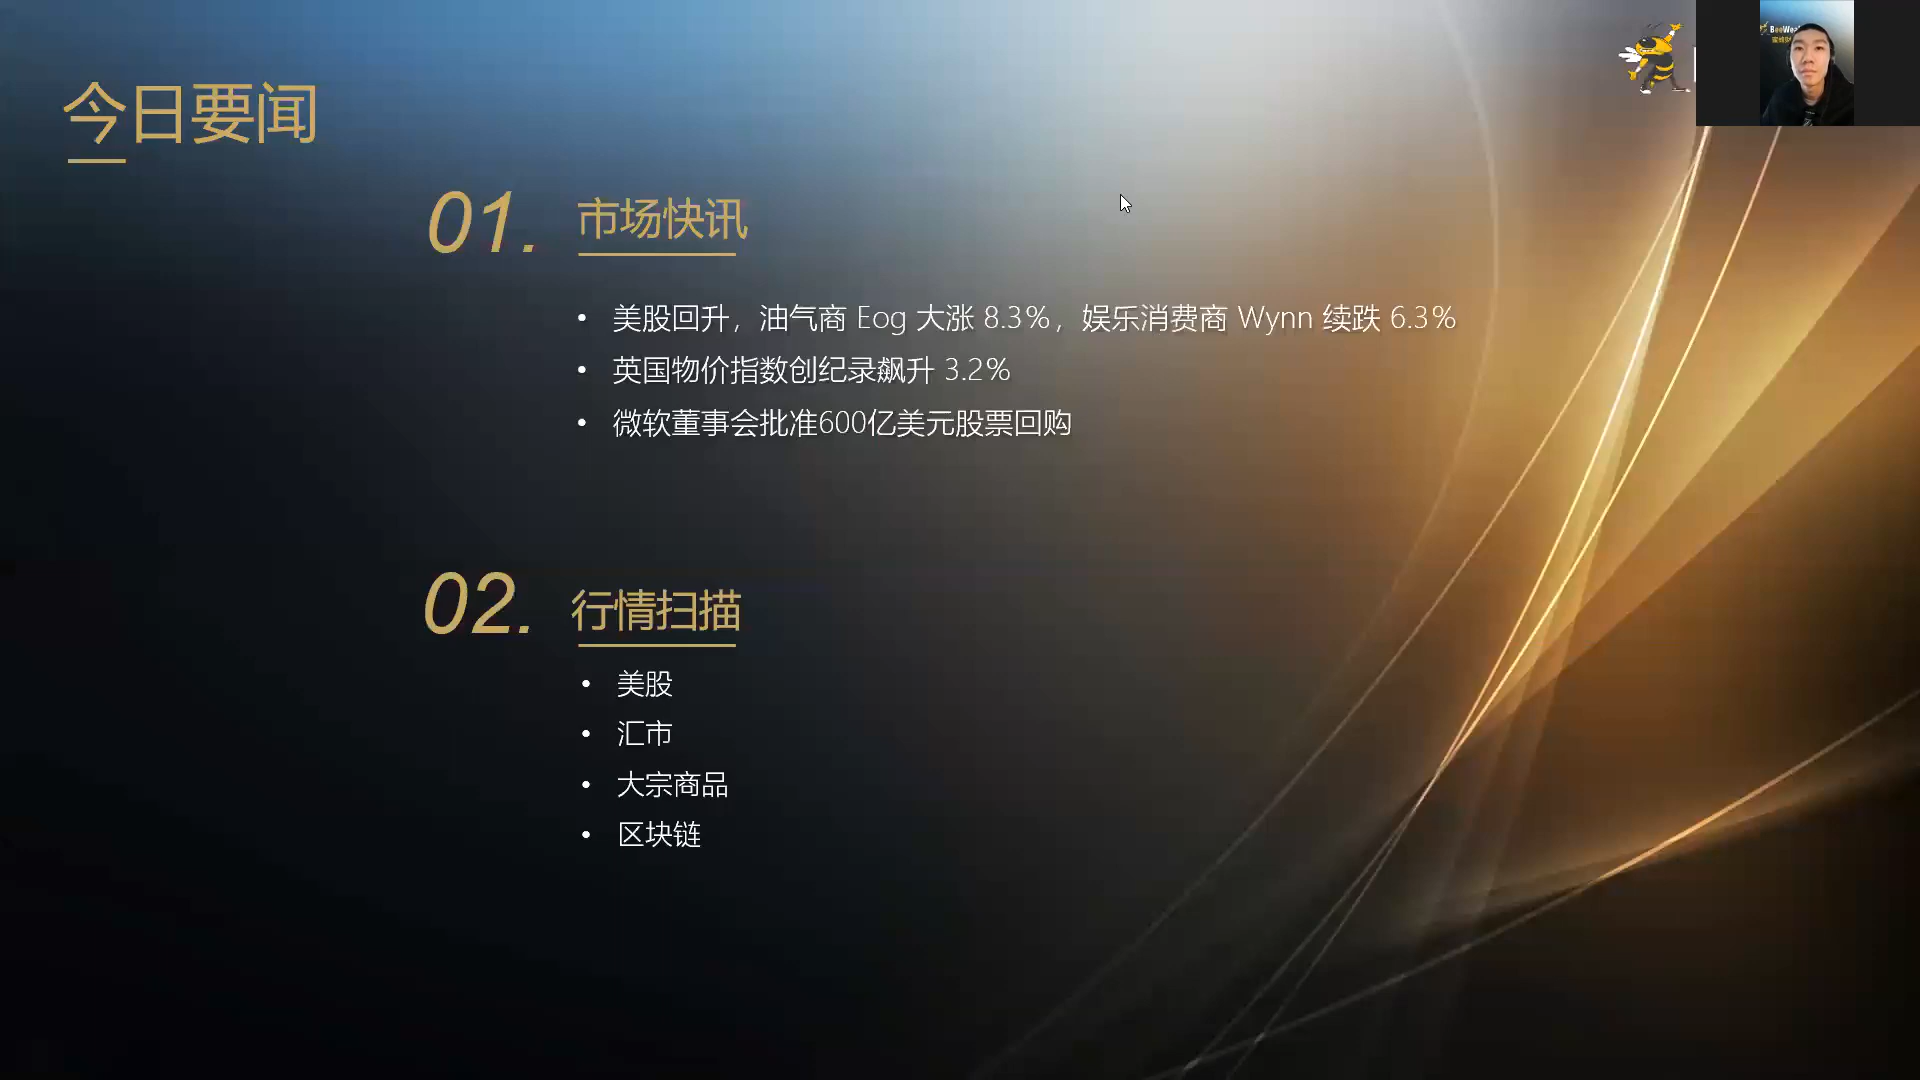 今日要闻
01. 市场快讯
• 美股回升，油气商 Eog 大涨 8.3%，娱乐消费商 Wynn 续跌 6.3%
• 英国物价指数创纪录飙升 3.2%
• 微软董事会批准600亿美元股票回购
02. 行情扫描
• 美股
• 汇市
• 大宗商品
• 区块链